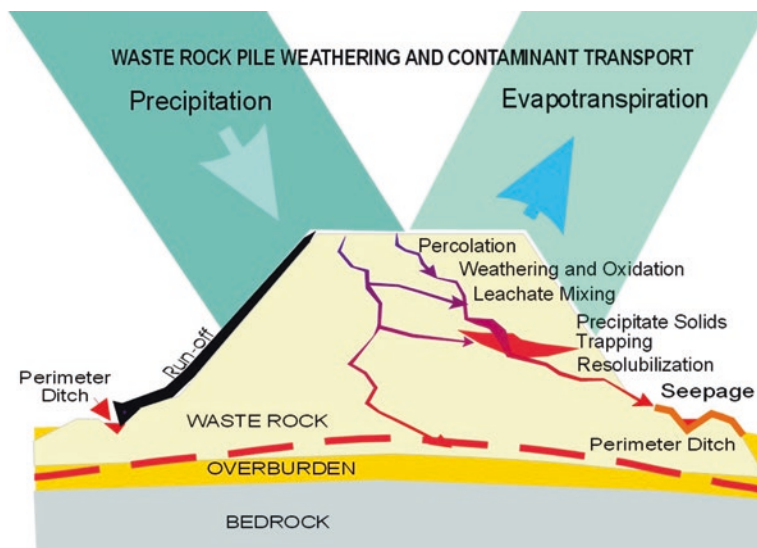 WASTE ROCK PILE WEATHERING AND CONTAMINANT TRANSPORT
Precipitation
Evapotranspiration
Percolation
Weathering and Oxidation
Leachate Mixing
Precipitate Solids
Trapping
Resolubilization
Run-off
Perimeter
Ditch
Seepage
WASTE ROCK
Perimeter Ditch
OVERBURDEN
BEDROCK